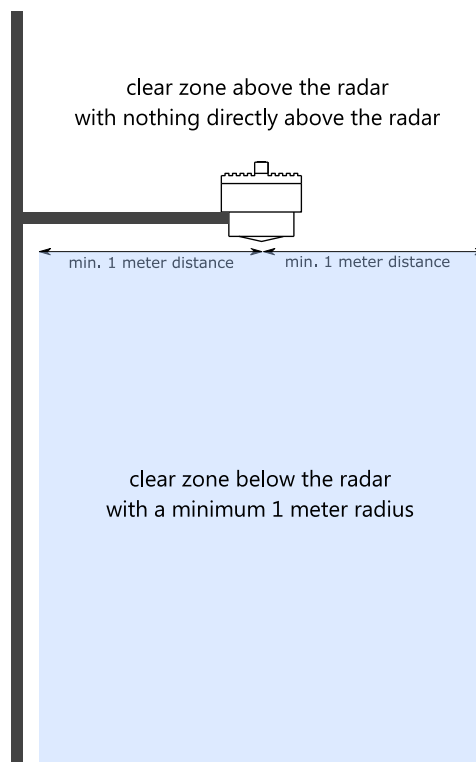 clear zone above the radar
with nothing directly above the radar
min. 1 meter distance
min. 1 meter distance
clear zone below the radar
with a minimum 1 meter radius